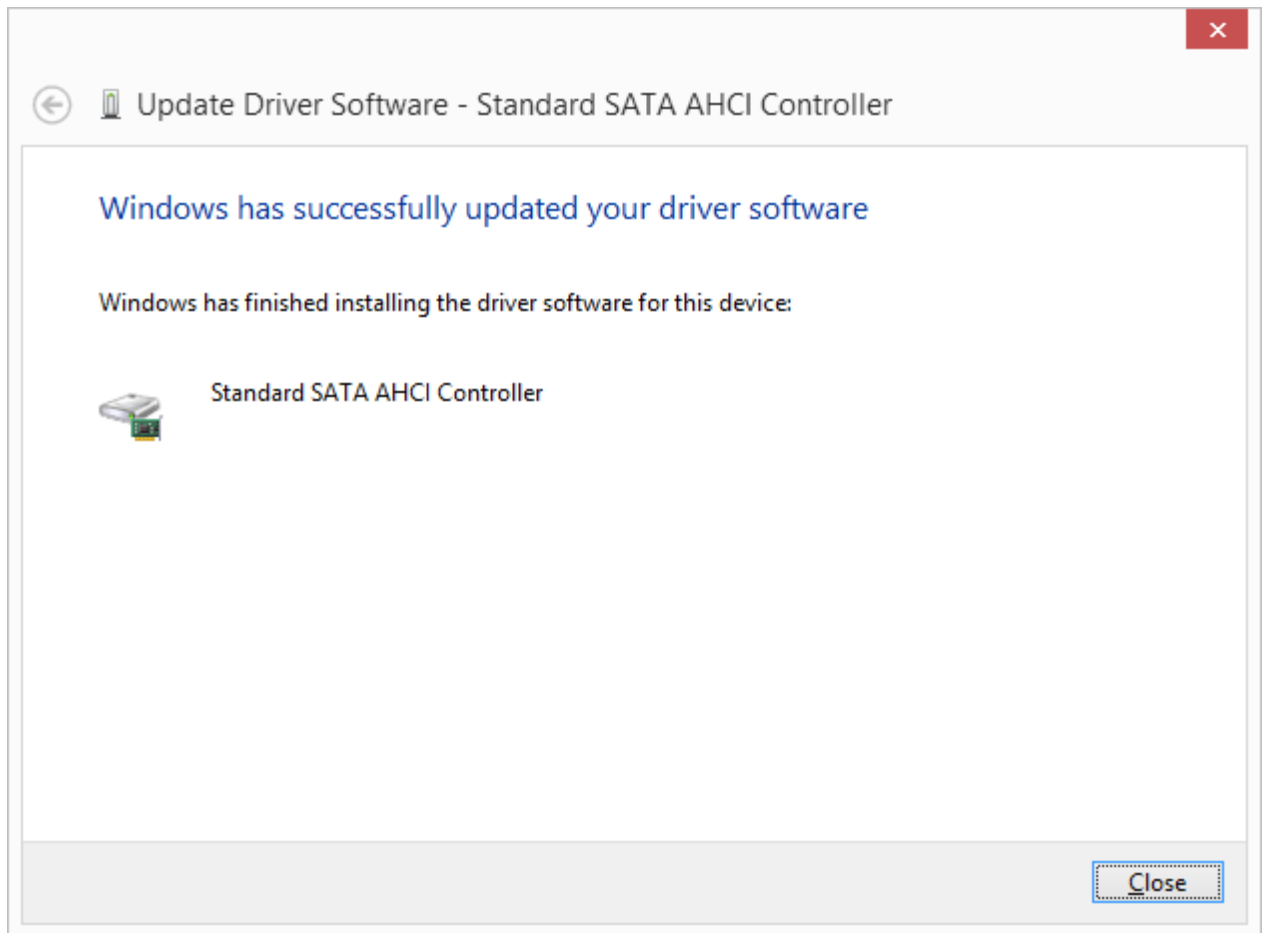 Update Driver Software - Standard SATA AHCI Controller
Windows has successfully updated your driver software
Windows has finished installing the driver software for this device:
Standard SATA AHCI Controller
Close